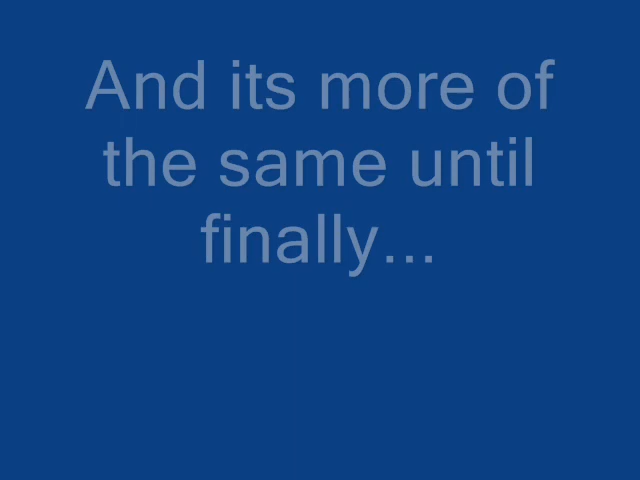 And its more of
the same until
finally...